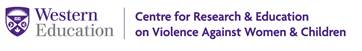 Western
Education
Centre for Research & Education
on Violence Against Women & Children